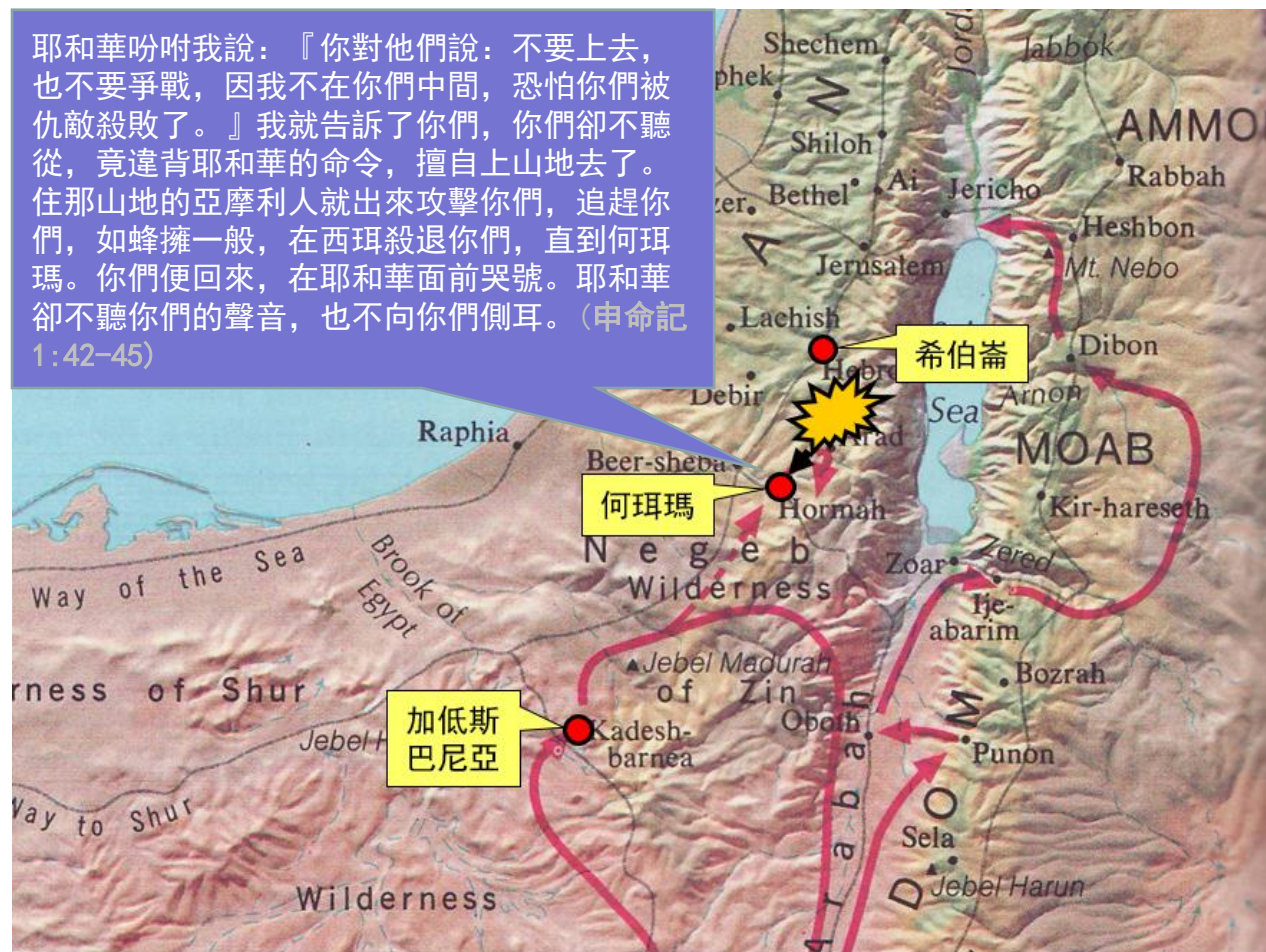 耶和華吩咐我說：『你對他們說：不要上去，
也不要爭戰，因我不在你們中間，恐怕你們被
仇敵殺敗了。』我就告訴了你們，你們卻不聽
從，竟違背耶和華的命令，擅自上山地去了。
住那山地的亞摩利人就出來攻擊你們，追趕你
們，如蜂擁一般，在西珥殺退你們，直到何珥
瑪。你們便回來，在耶和華面前哭號。耶和華
卻不聽你們的聲音，也不向你們側耳。(申命記
1:42-45)
Shechem
Jabbok
phek
AMMO
Shiloh
Rabbah
Bethel
Ai
Jericho
zer.
Heshbon
Mt. Nebo
Jerusalem
Lachish
希伯崙
Dibon
Hebro
Debir
Arnon
Sea
rad
MOAB
Raphia
Beer-sheba
何珥瑪
Hormah
Kir-hareseth
Negeb
Wilderness
Zoar
Zered
Way of the Sea
Brook of
Egypt
Ije-
abarim
Jebel Madurah
of Zin
Bozrah
rness of Shur
加低斯
巴尼亞
Kadesh-
barnea
Jebel H
Oboth
Punon
Way to Shur
Sela
Jebel Harun
Wilderness
EDOM